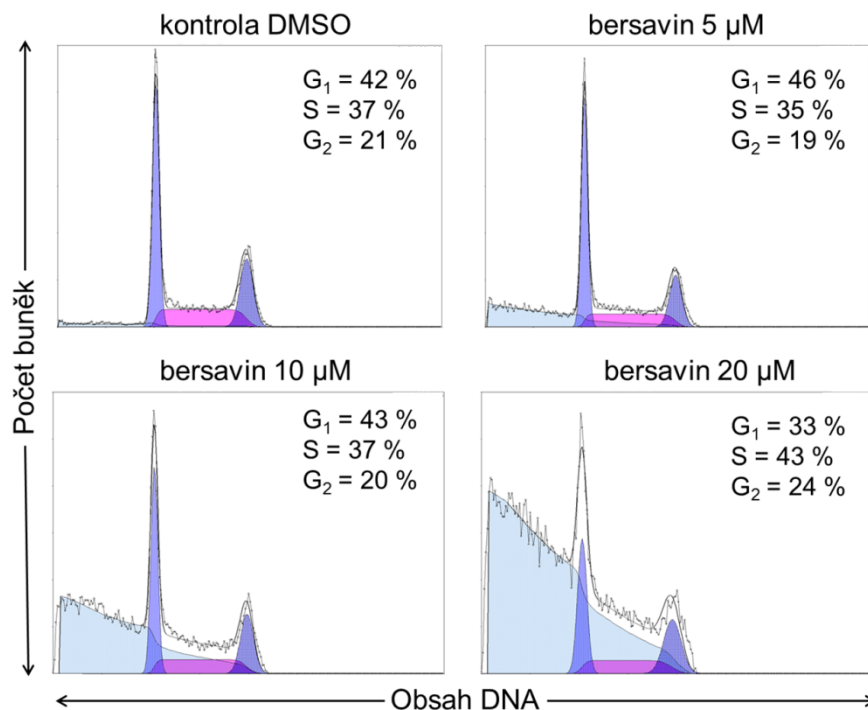 kontrola DMSO
G₁ = 42 %
S = 37 %
G₂ = 21 %
bersavin 5 µM
G₁ = 46 %
S = 35 %
G₂ = 19 %
Počet buněk
bersavin 10 µM
G₁ = 43 %
S = 37 %
G₂ = 20 %
bersavin 20 µM
G₁ = 33 %
S = 43 %
G₂ = 24 %
Obsah DNA